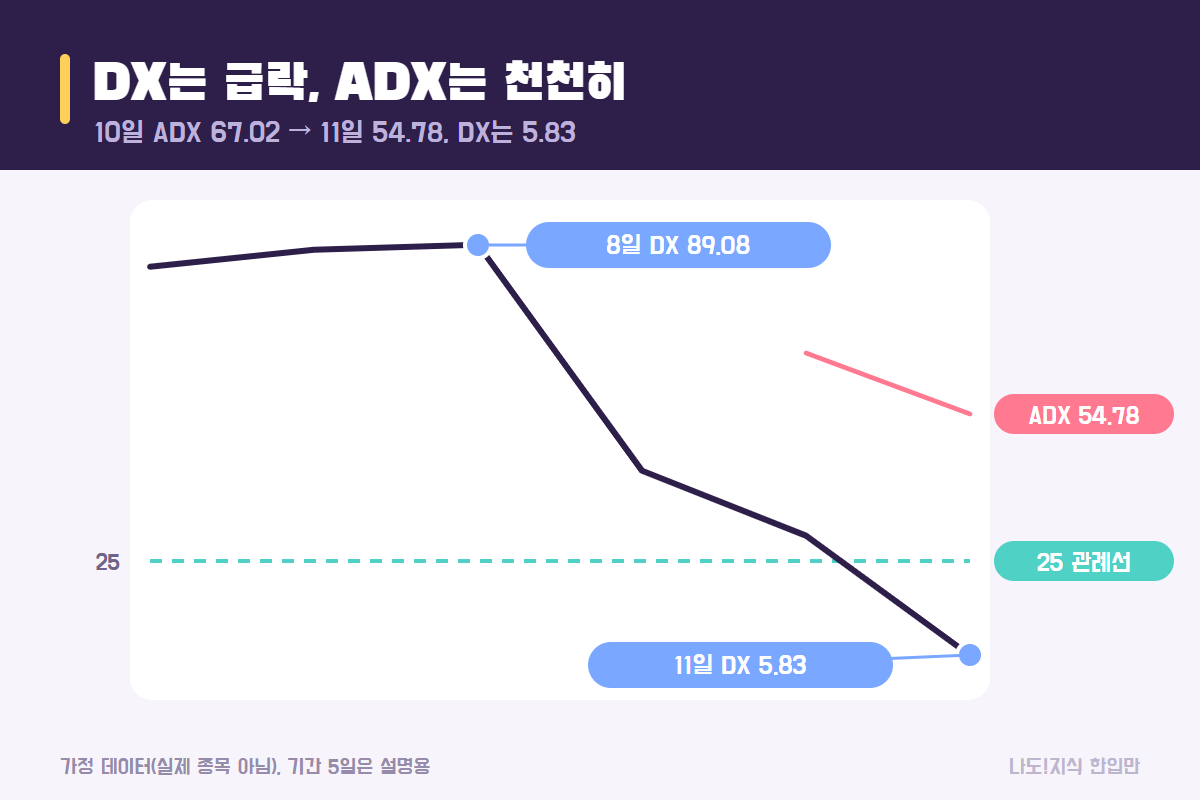 DX는 급락, ADX는 천천히
10일 ADX 67.02 → 11일 54.78, DX는 5.83
8일 DX 89.08
ADX 54.78
25
25 관례선
11일 DX 5.83
가정 데이터(실제 종목 아님), 기간 5일은 설명용
나도!지식 한입만